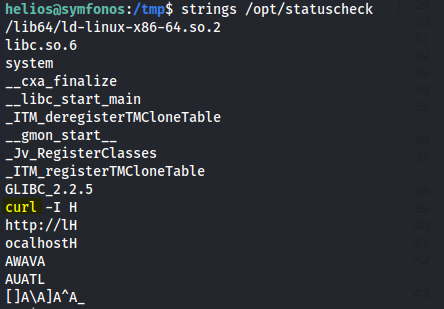 helios@symfonos:/tmp$ strings /opt/statuscheck
/lib64/ld-linux-x86-64.so.2
libc.so.6
system
__cxa_finalize
__libc_start_main
_ITM_deregisterTMCloneTable
__gmon_start__
_Jv_RegisterClasses
_ITM_registerTMCloneTable
GLIBC_2.2.5
curl -I H
http://lH
ocalhostH
AWAVA
AUATL
[]A\A]A^A_